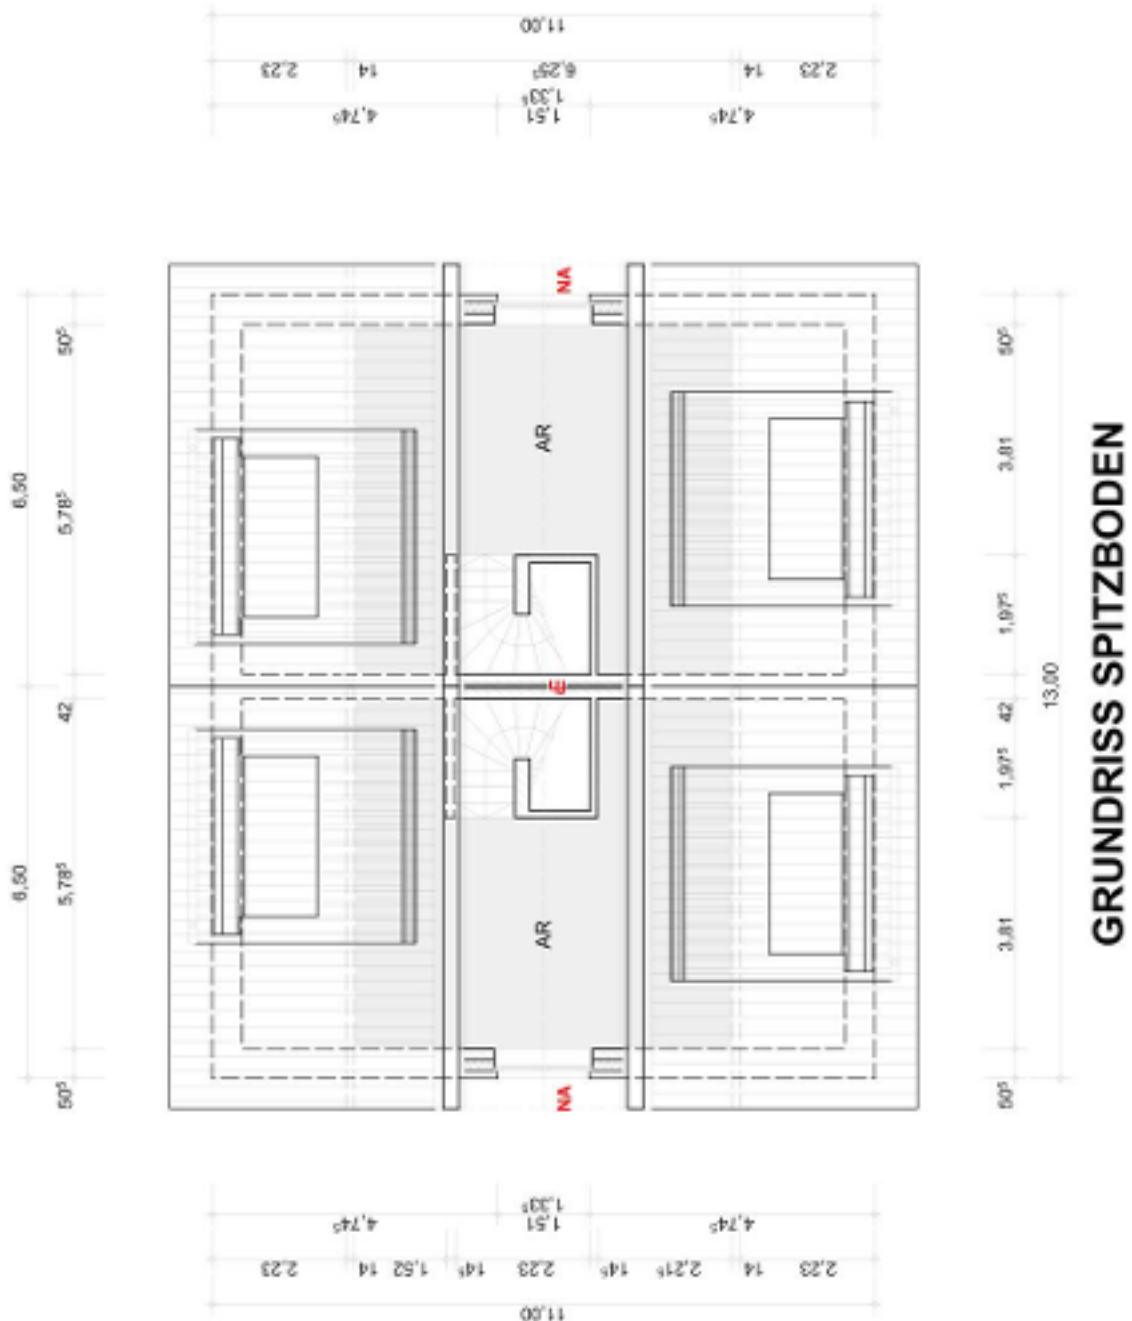 11,00
2,23 14 6,25⁵ 14 2,23
1,33⁵
4,74⁵ 1,51 4,74⁵
NA
50⁵
50⁵
6,50
5,78⁵
AR
3,81
1,97⁵
42
42
13,00
1,97⁵
6,50
5,78⁵
AR
3,81
50⁵
50⁵
NA
GRUNDRISS SPITZBODEN
1,33⁵
4,74⁵ 1,51 4,74⁵
2,23 14 1,52 14⁵ 2,23 14⁵ 2,21⁵ 14 2,23
11,00